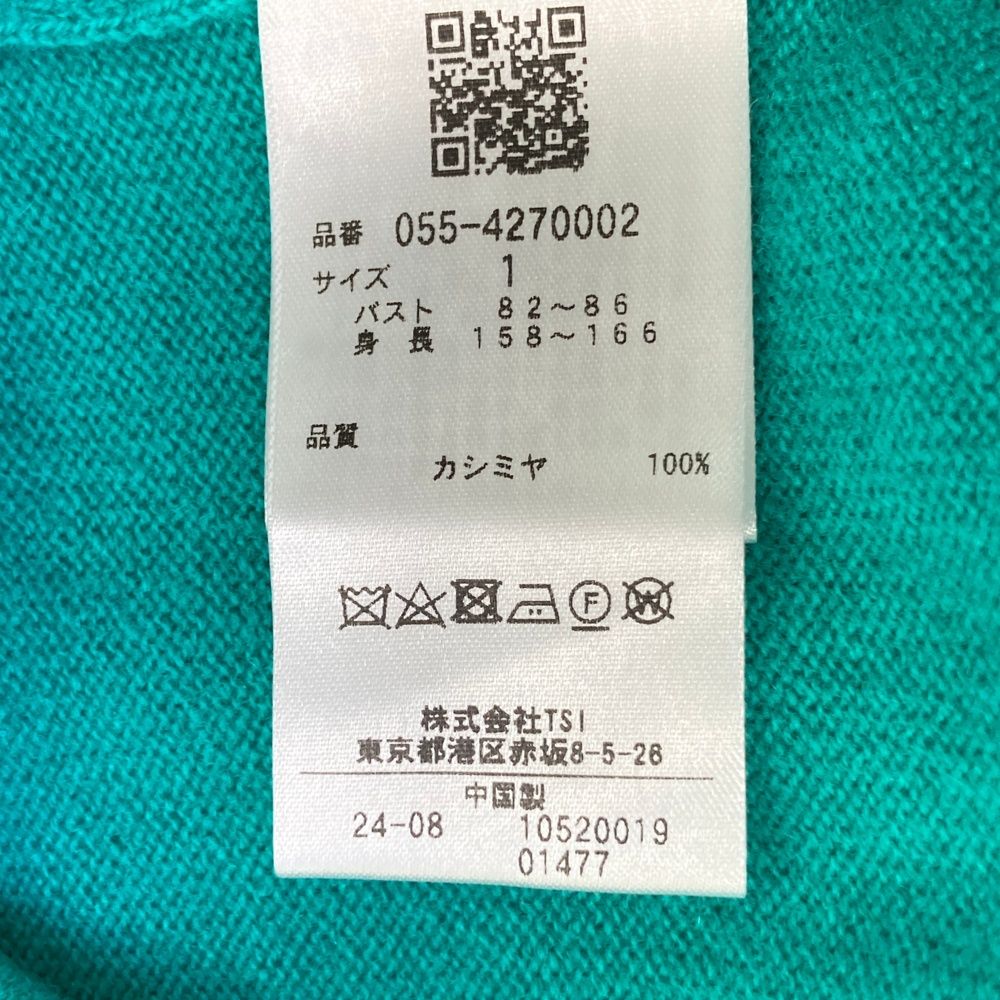 品番 055-4270002
サイズ 1
バスト 82～86
身 長 158～166
品質
カシミヤ 100%
F
W
株式会社TSI
東京都港区赤坂8-5-26
中国製
24-08 10520019
01477